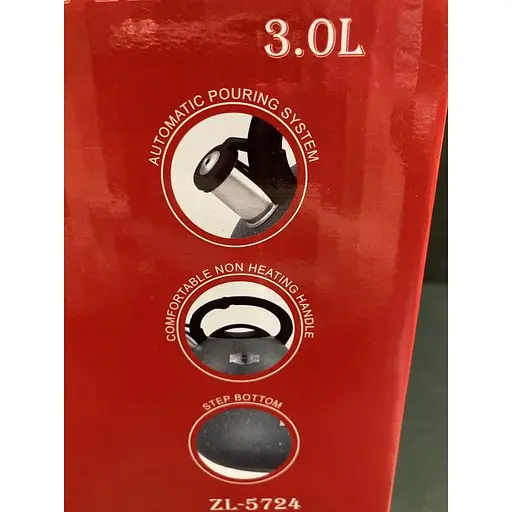 3.0L
AUTOMATIC POURING SYSTEM
COMFORTABLE NON HEATING HANDLE
STEP BOTTOM
ZL-5724